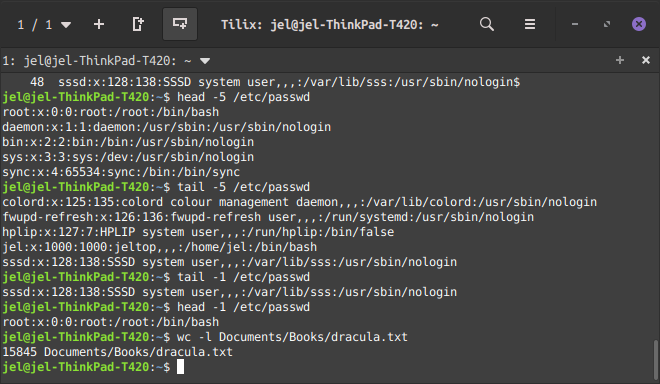 1 / 1
Tilix: jel@jel-ThinkPad-T420: ~
1: jel@jel-ThinkPad-T420: ~
    48  sssd:x:128:138:SSSD system user,,,:/var/lib/sss:/usr/sbin/nologin$
jel@jel-ThinkPad-T420:~$ head -5 /etc/passwd
root:x:0:0:root:/root:/bin/bash
daemon:x:1:1:daemon:/usr/sbin:/usr/sbin/nologin
bin:x:2:2:bin:/bin:/usr/sbin/nologin
sys:x:3:3:sys:/dev:/usr/sbin/nologin
sync:x:4:65534:sync:/bin:/bin/sync
jel@jel-ThinkPad-T420:~$ tail -5 /etc/passwd
colord:x:125:135:colord colour management daemon,,,:/var/lib/colord:/usr/sbin/nologin
fwupd-refresh:x:126:136:fwupd-refresh user,,,:/run/systemd:/usr/sbin/nologin
hplip:x:127:7:HPLIP system user,,,:/run/hplip:/bin/false
jel:x:1000:1000:jeltop,,,:/home/jel:/bin/bash
sssd:x:128:138:SSSD system user,,,:/var/lib/sss:/usr/sbin/nologin
jel@jel-ThinkPad-T420:~$ tail -1 /etc/passwd
sssd:x:128:138:SSSD system user,,,:/var/lib/sss:/usr/sbin/nologin
jel@jel-ThinkPad-T420:~$ head -1 /etc/passwd
root:x:0:0:root:/root:/bin/bash
jel@jel-ThinkPad-T420:~$ wc -l Documents/Books/dracula.txt
15845 Documents/Books/dracula.txt
jel@jel-ThinkPad-T420:~$